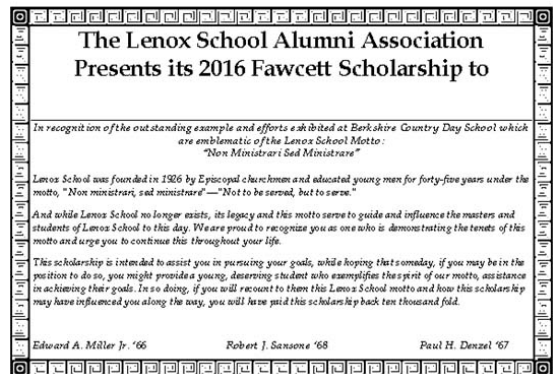 The Lenox School Alumni Association
Presents its 2016 Fawcett Scholarship to
In recognition of the outstanding example and efforts exhibited at Berkshire Country Day School which
are emblematic of the Lenox School Motto:
“Non Ministrari Sed Ministrare”
Lenox School was founded in 1926 by Episcopal churchmen and educated young men for forty-five years under the
motto, "Non ministrari, sed ministrare"—"Not to be served, but to serve."
And while Lenox School no longer exists, its legacy and this motto serve to guide and influence the masters and
students of Lenox School to this day. We are proud to recognize you as one who is demonstrating the tenets of this
motto and urge you to continue this throughout your life.
This scholarship is intended to assist you in pursuing your goals, while hoping that someday, if you may be in the
position to do so, you might provide a young, deserving student who exemplifies the spirit of our motto, assistance
in achieving their goals. In so doing, if you will recount to them this Lenox School motto and how this scholarship
may have influenced you along the way, you will have paid this scholarship back ten thousand fold.
Edward A. Miller Jr. ‘66 Robert J. Sansone ‘68 Paul H. Denzel ‘67